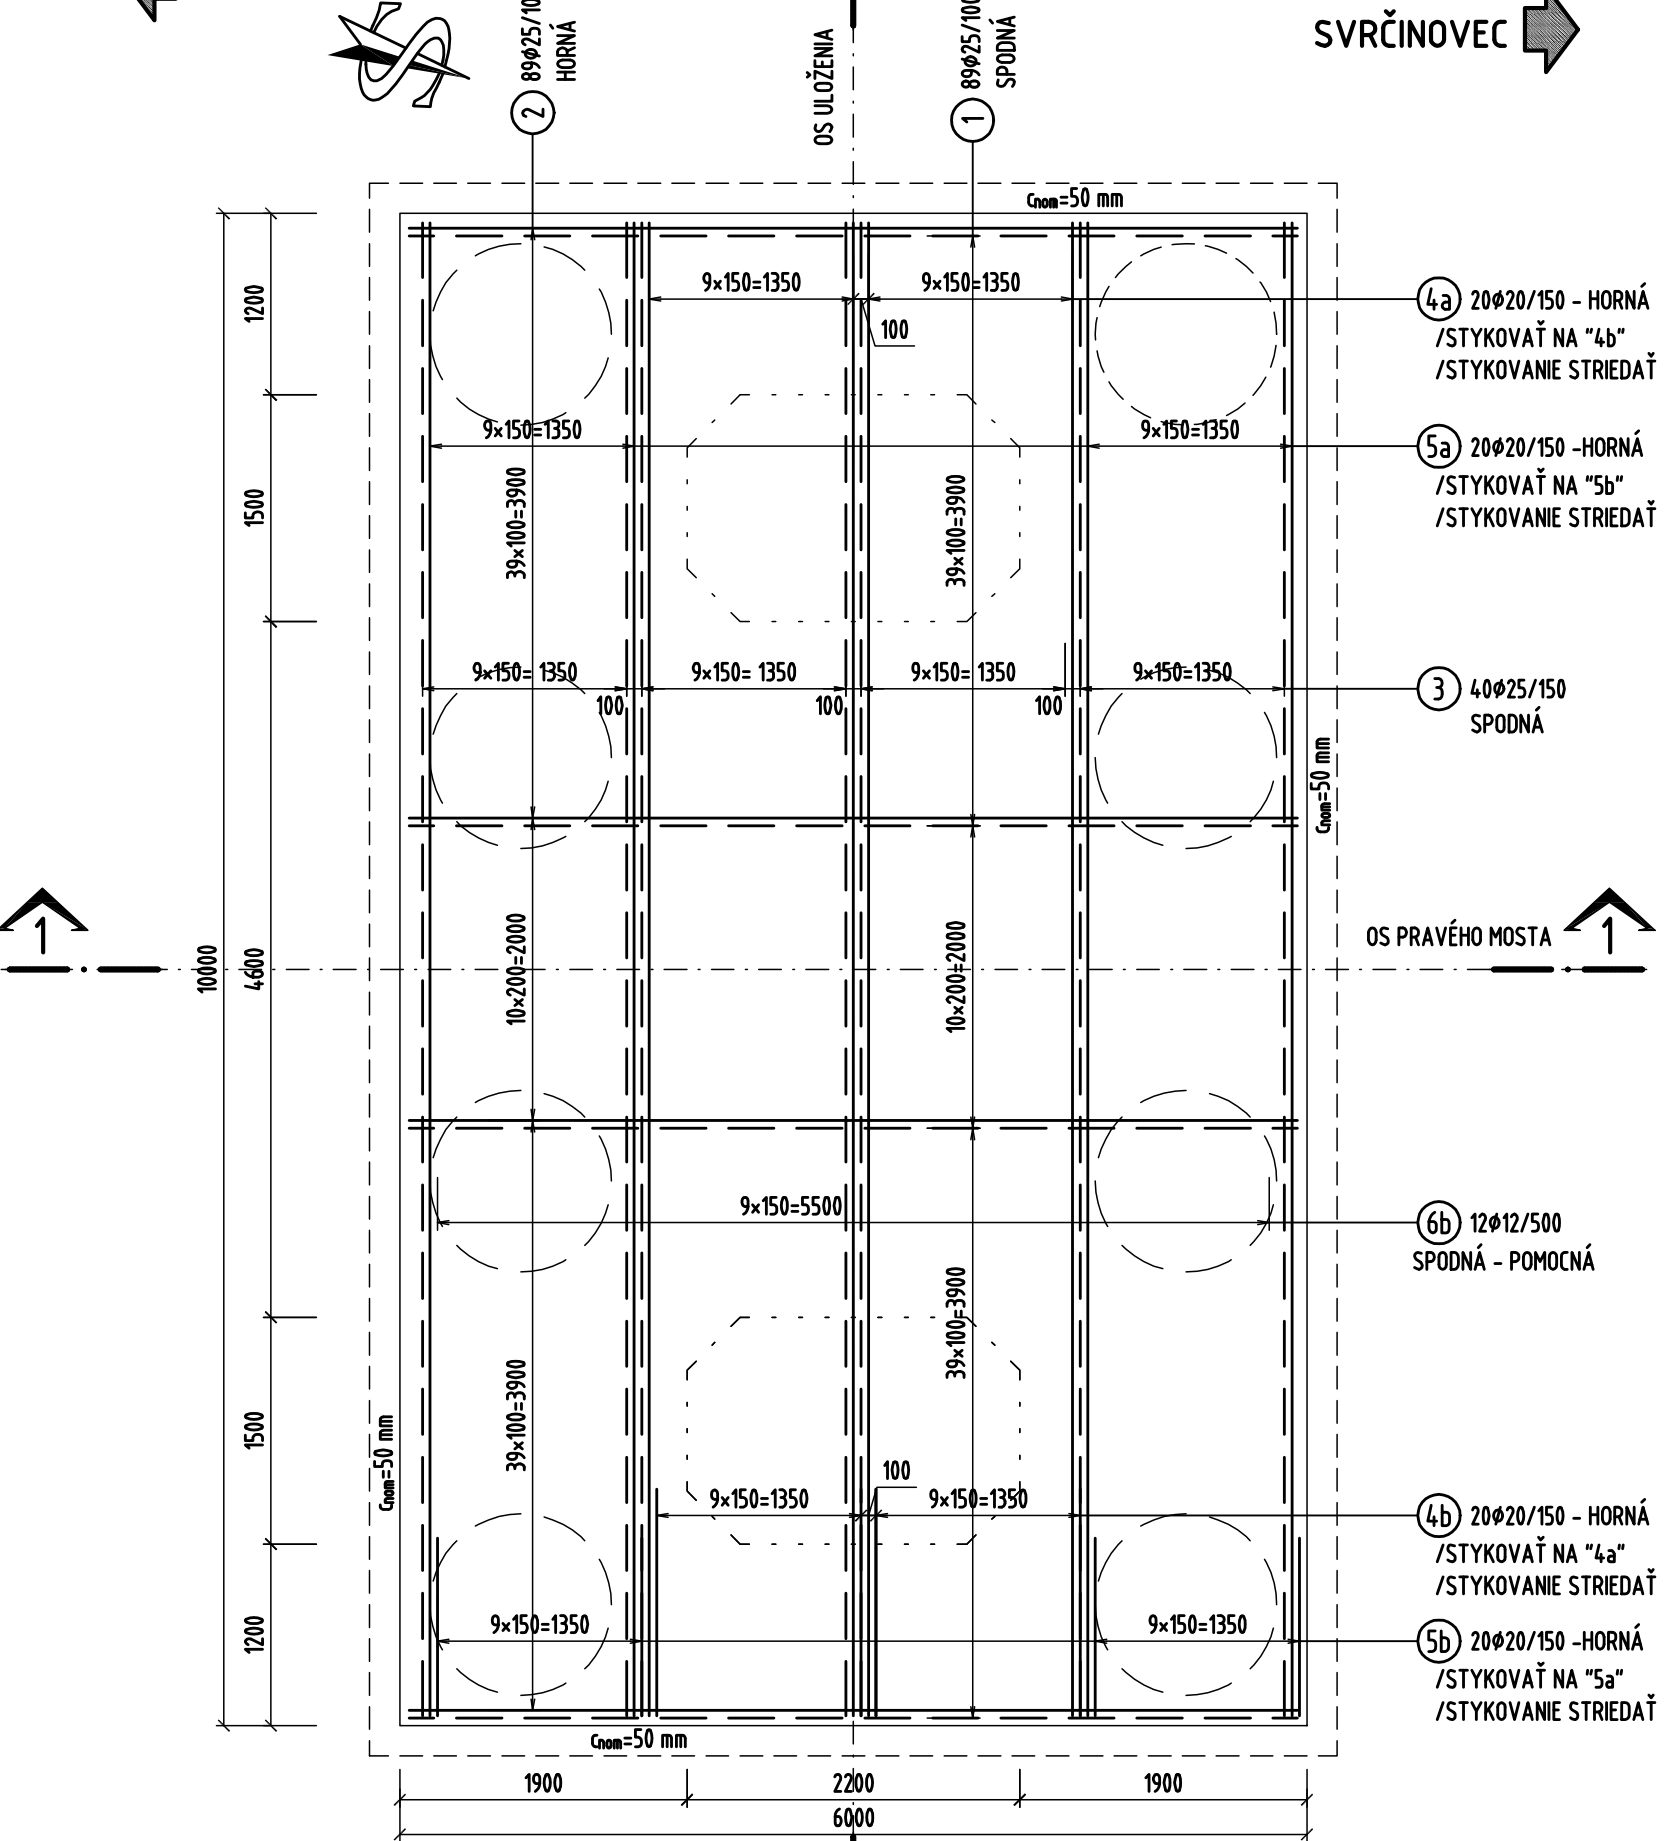 SVRČINOVEC
2
HORNÁ
OS ULOŽENIA
1
SPODNÁ
cnom=50 mm
9×150=1350
9×150=1350
100
4a 20ø20/150 - HORNÁ
/STYKOVAŤ NA "4b"
/STYKOVANIE STRIEDAŤ
1200
9×150=1350
9×150=1350
5a 20ø20/150 -HORNÁ
/STYKOVAŤ NA "5b"
/STYKOVANIE STRIEDAŤ
1500
39×100=3900
39×100=3900
9×150= 1350
9×150= 1350
9×150= 1350
9×150=1350
100
100
100
3 40ø25/150
SPODNÁ
cnom=50 mm
1
OS PRAVÉHO MOSTA
1
10000
4600
10×200=2000
10×200=2000
9×150=5500
6b 12ø12/500
SPODNÁ - POMOCNÁ
39×100=3900
39×100=3900
1500
cnom=50 mm
100
9×150=1350
9×150=1350
4b 20ø20/150 - HORNÁ
/STYKOVAŤ NA "4a"
/STYKOVANIE STRIEDAŤ
1200
9×150=1350
9×150=1350
5b 20ø20/150 -HORNÁ
/STYKOVAŤ NA "5a"
/STYKOVANIE STRIEDAŤ
cnom=50 mm
1900
2200
1900
6000